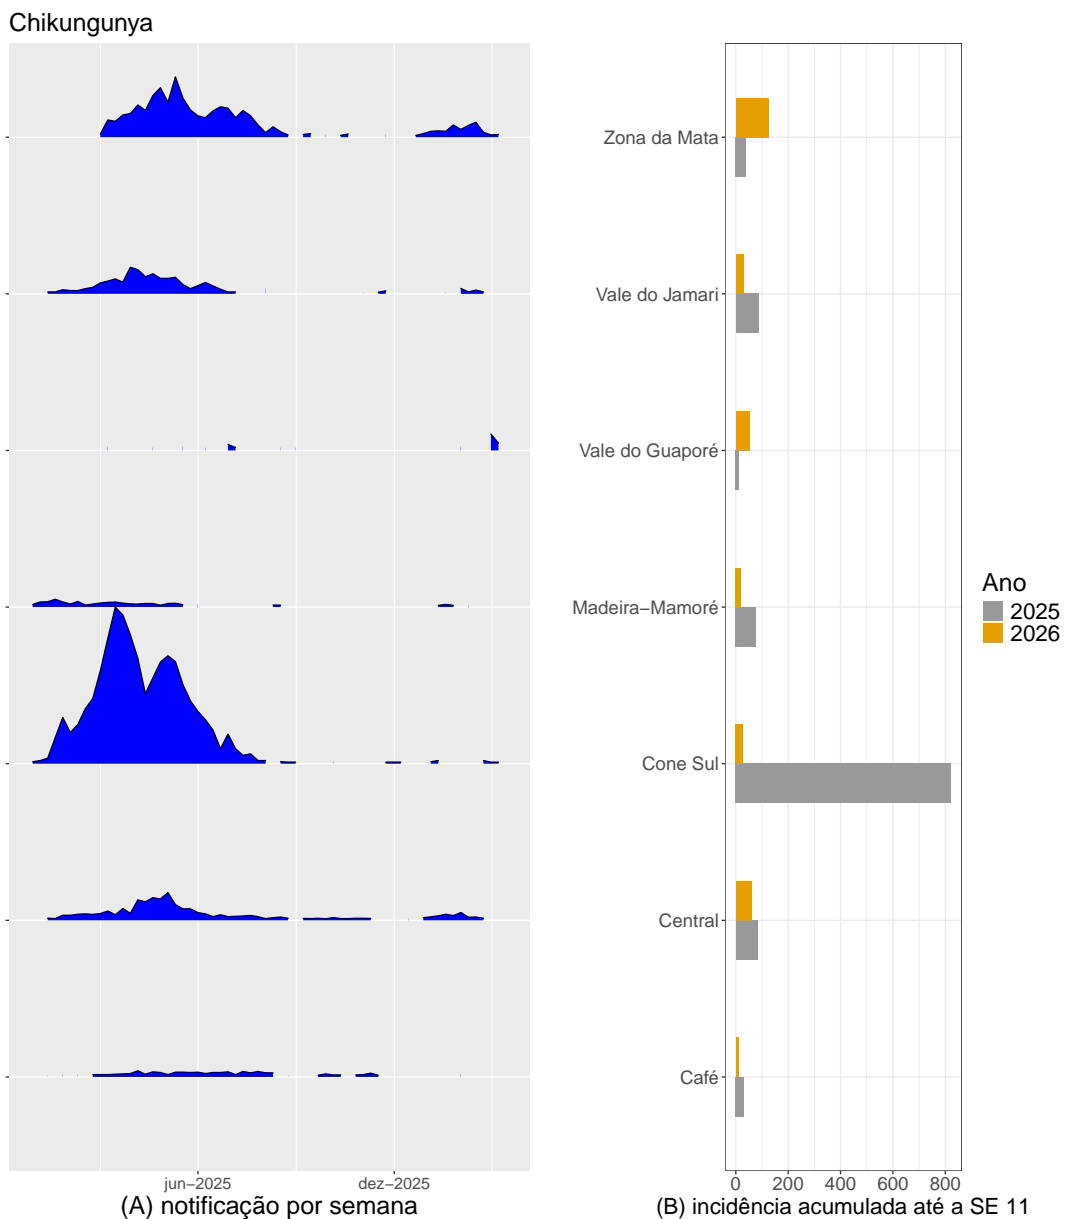 Chikungunya
Zona da Mata
Vale do Jamari
Vale do Guaporé
Madeira−Mamoré
Cone Sul
Central
Café
jun−2025
dez−2025
(A) notificação por semana
0 200 400 600 800
(B) incidência acumulada até a SE 11
Ano
2025
2026